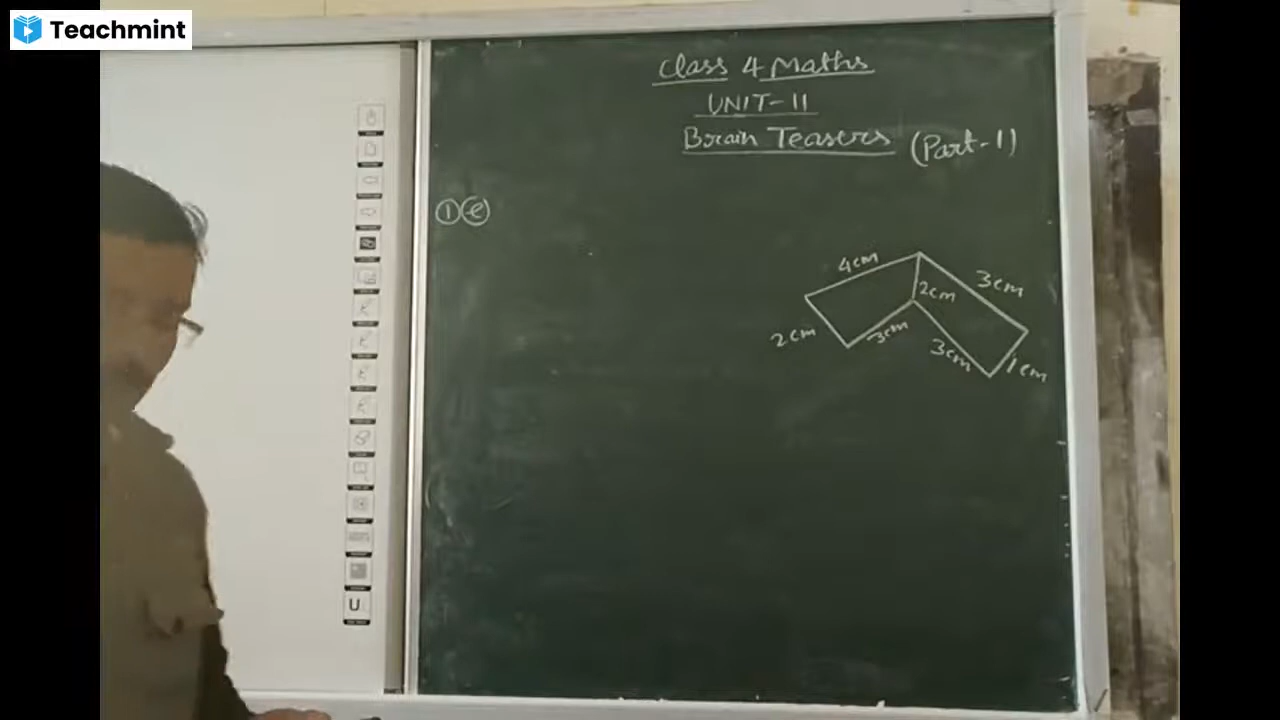 Teachmint
Class 4 Maths
UNIT-11
Brain Teasers (Part-1)
1 e
4cm
3cm
2cm
2cm
3cm
3cm
1cm
U